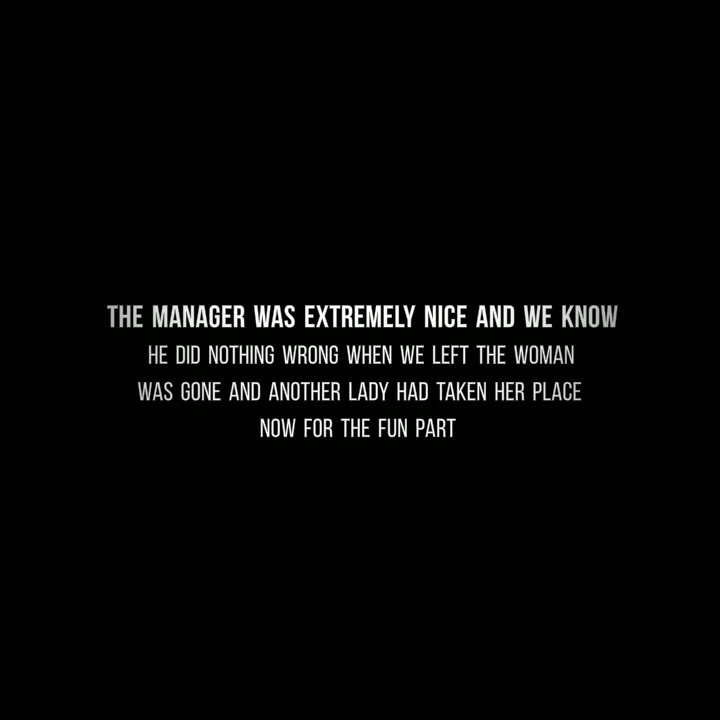 THE MANAGER WAS EXTREMELY NICE AND WE KNOW
HE DID NOTHING WRONG WHEN WE LEFT THE WOMAN
WAS GONE AND ANOTHER LADY HAD TAKEN HER PLACE
NOW FOR THE FUN PART